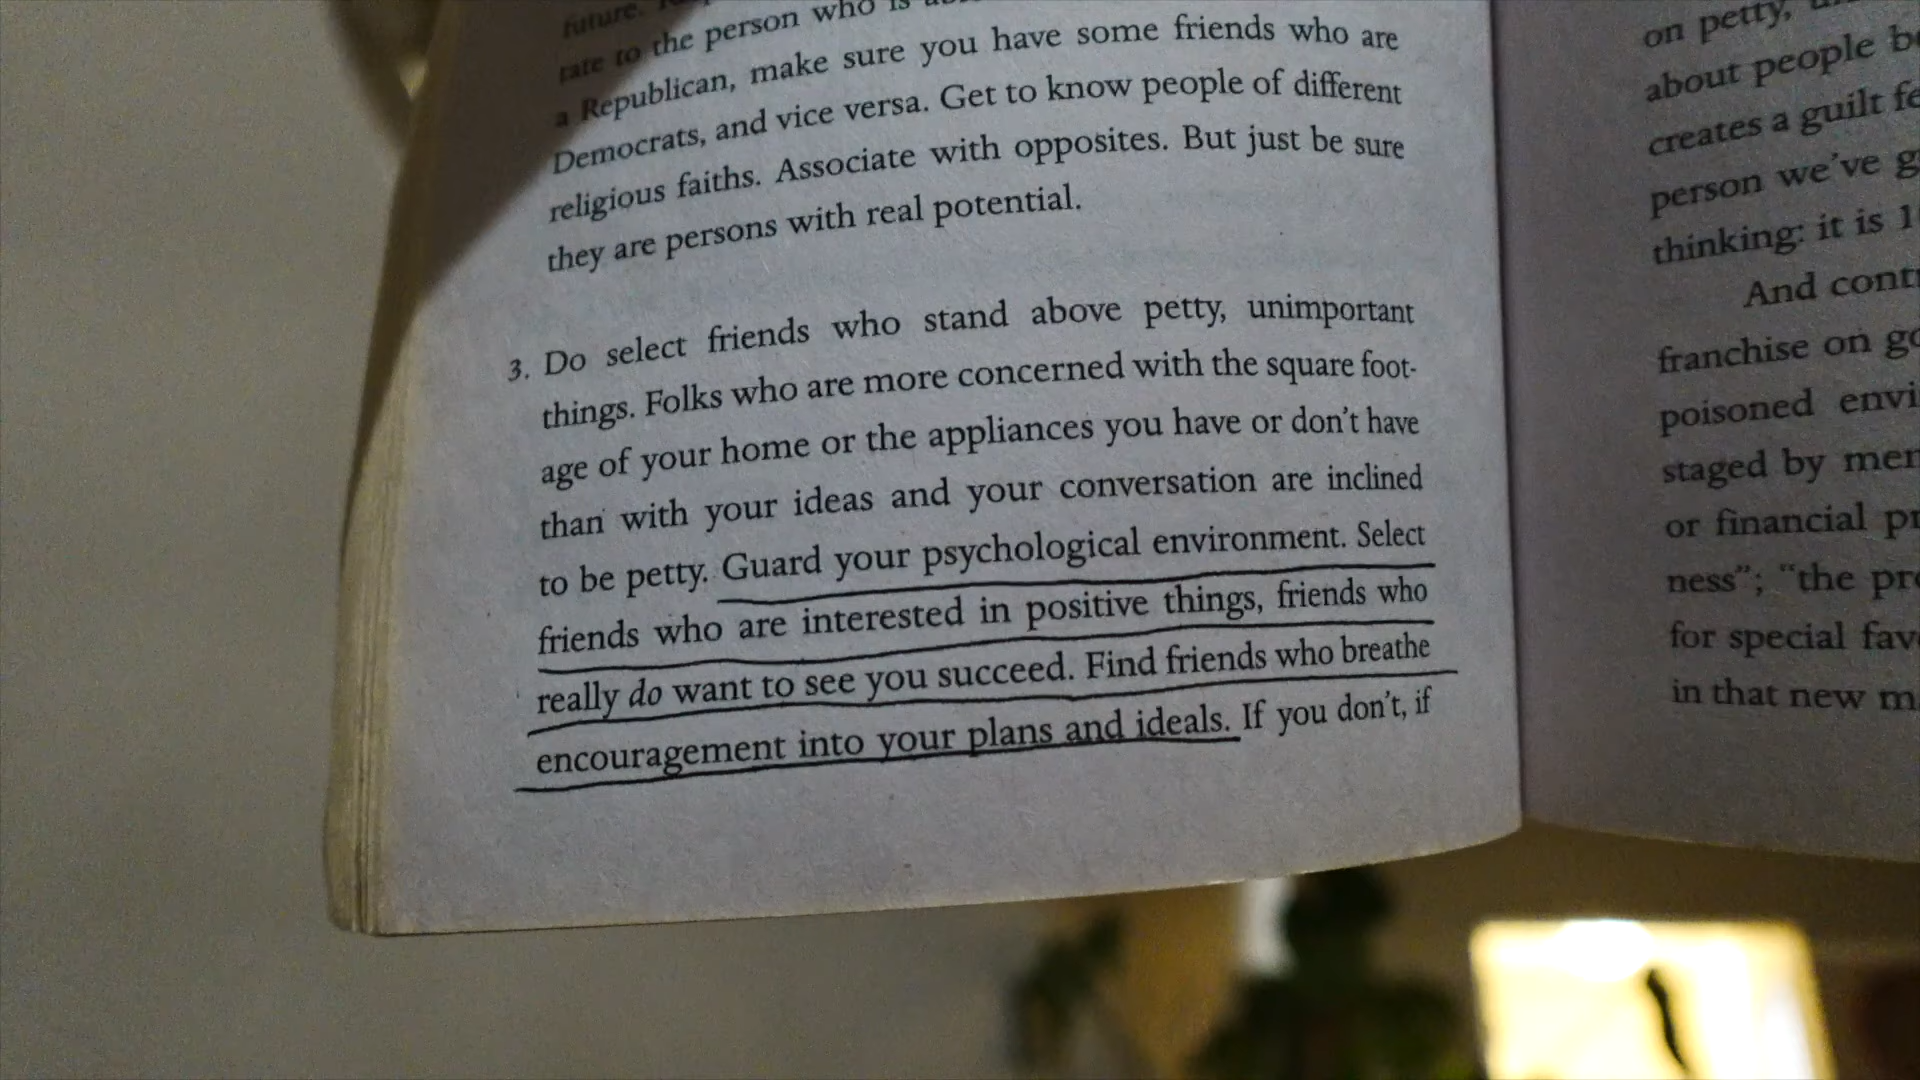 future.
rate to the person who is
a Republican, make sure you have some friends who are
Democrats, and vice versa. Get to know people of different
religious faiths. Associate with opposites. But just be sure
they are persons with real potential.
3. Do select friends who stand above petty, unimportant
things. Folks who are more concerned with the square foot-
age of your home or the appliances you have or don't have
than with your ideas and your conversation are inclined
to be petty. Guard your psychological environment. Select
friends who are interested in positive things, friends who
really do want to see you succeed. Find friends who breathe
encouragement into your plans and ideals. If you don't, if
on petty,
about people
creates a guilt
person we've
thinking: it is
And
franchise on
poisoned
staged by
or financial
ness"; "the
for special
in that new